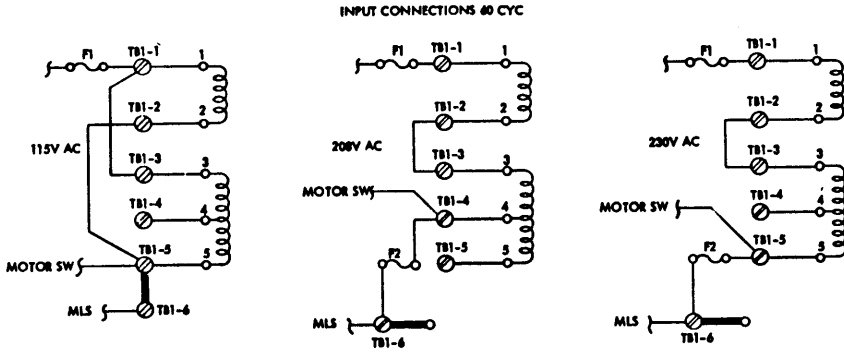 INPUT CONNECTIONS 60 CYC
F1
TB1-1
1
TB1-2
2
115V AC
TB1-3
3
TB1-4
4
TB1-5
5
MOTOR SW
MLS
TB1-6
F1
TB1-1
1
TB1-2
2
208V AC
TB1-3
3
MOTOR SW
TB1-4
4
TB1-5
5
F2
MLS
TB1-6
F1
TB1-1
1
TB1-2
2
230V AC
TB1-3
3
TB1-4
4
MOTOR SW
TB1-5
5
F2
MLS
TB1-6